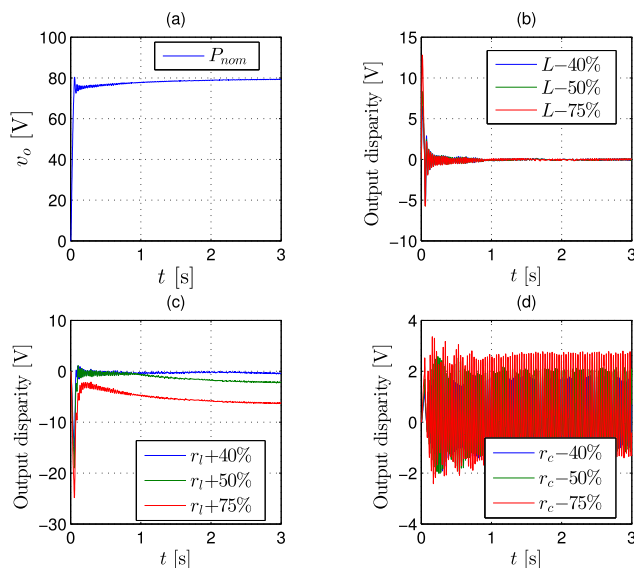 (a)
100
80
60
40
20
0
v_o [V]
P_nom
0
1
2
3
t [s]
(b)
15
10
5
0
−5
−10
Output disparity [V]
L−40%
L−50%
L−75%
0
1
2
3
t [s]
(c)
10
0
−10
−20
−30
Output disparity [V]
r_l+40%
r_l+50%
r_l+75%
0
1
2
3
t [s]
(d)
4
2
0
−2
−4
Output disparity [V]
r_c−40%
r_c−50%
r_c−75%
0
1
2
3
t [s]